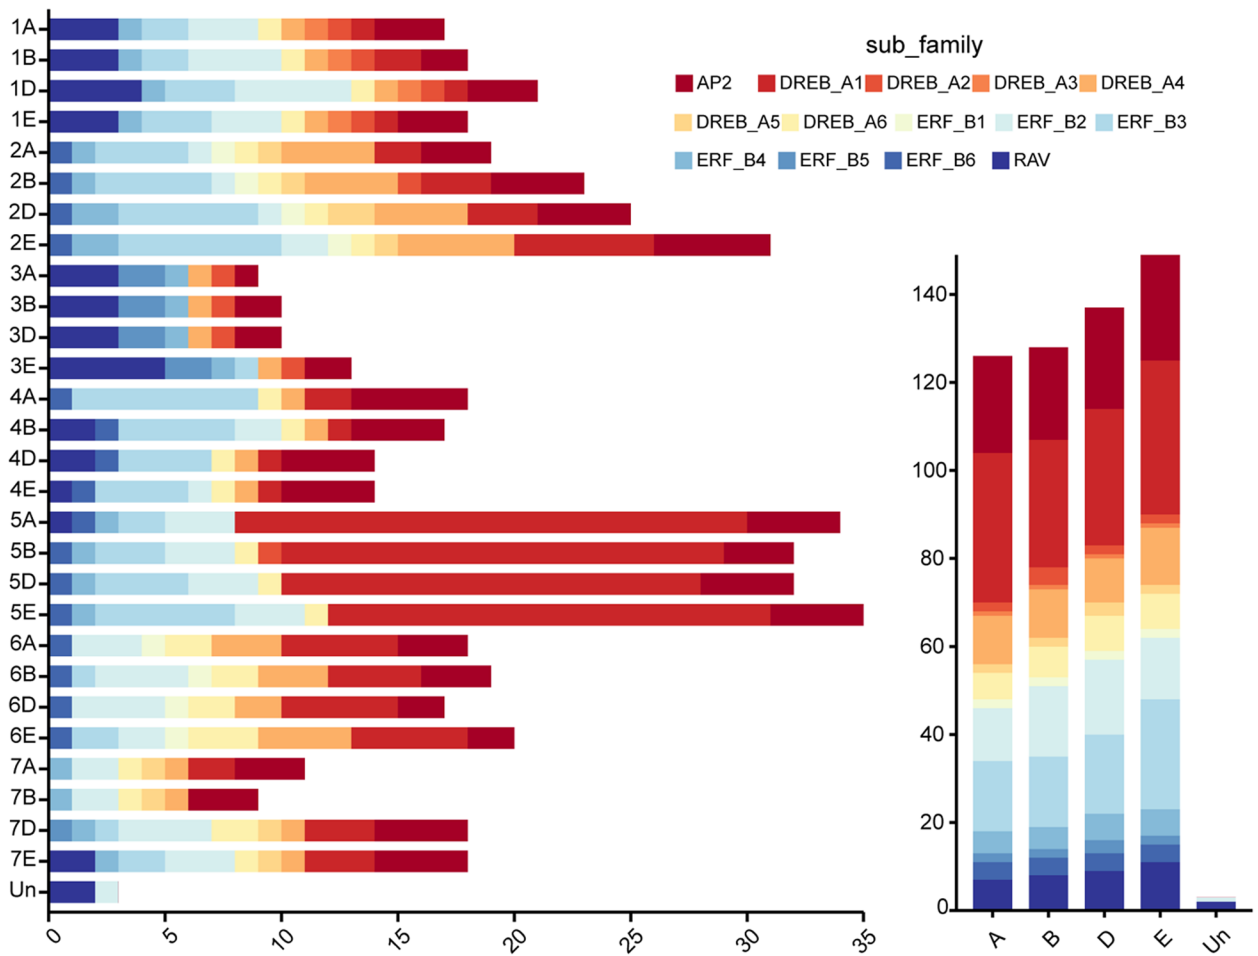 sub_family
AP2 DREB_A1 DREB_A2 DREB_A3 DREB_A4
DREB_A5 DREB_A6 ERF_B1 ERF_B2 ERF_B3
ERF_B4 ERF_B5 ERF_B6 RAV
1A
1B
1D
1E
2A
2B
2D
2E
3A
3B
3D
3E
4A
4B
4D
4E
5A
5B
5D
5E
6A
6B
6D
6E
7A
7B
7D
7E
Un
0 5 10 15 20 25 30 35
140
120
100
80
60
40
20
0
A B D E Un